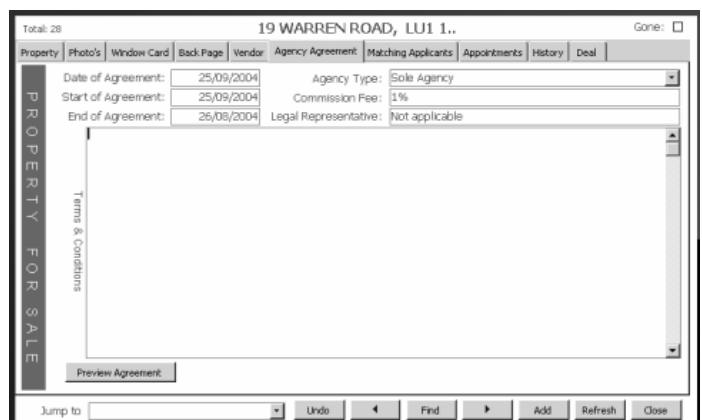 Total: 28
19 WARREN ROAD, LU1 1..
Gone:
Property Photo's Window Card Back Page Vendor Agency Agreement Matching Applicants Appointments History Deal
Date of Agreement: 25/09/2004 Agency Type: Sole Agency
Start of Agreement: 25/09/2004 Commission Fee: 1%
End of Agreement: 26/08/2004 Legal Representative: Not applicable
PROPERTY FOR SALE
Terms & Conditions
Preview Agreement
Jump to Undo Find Add Refresh Close